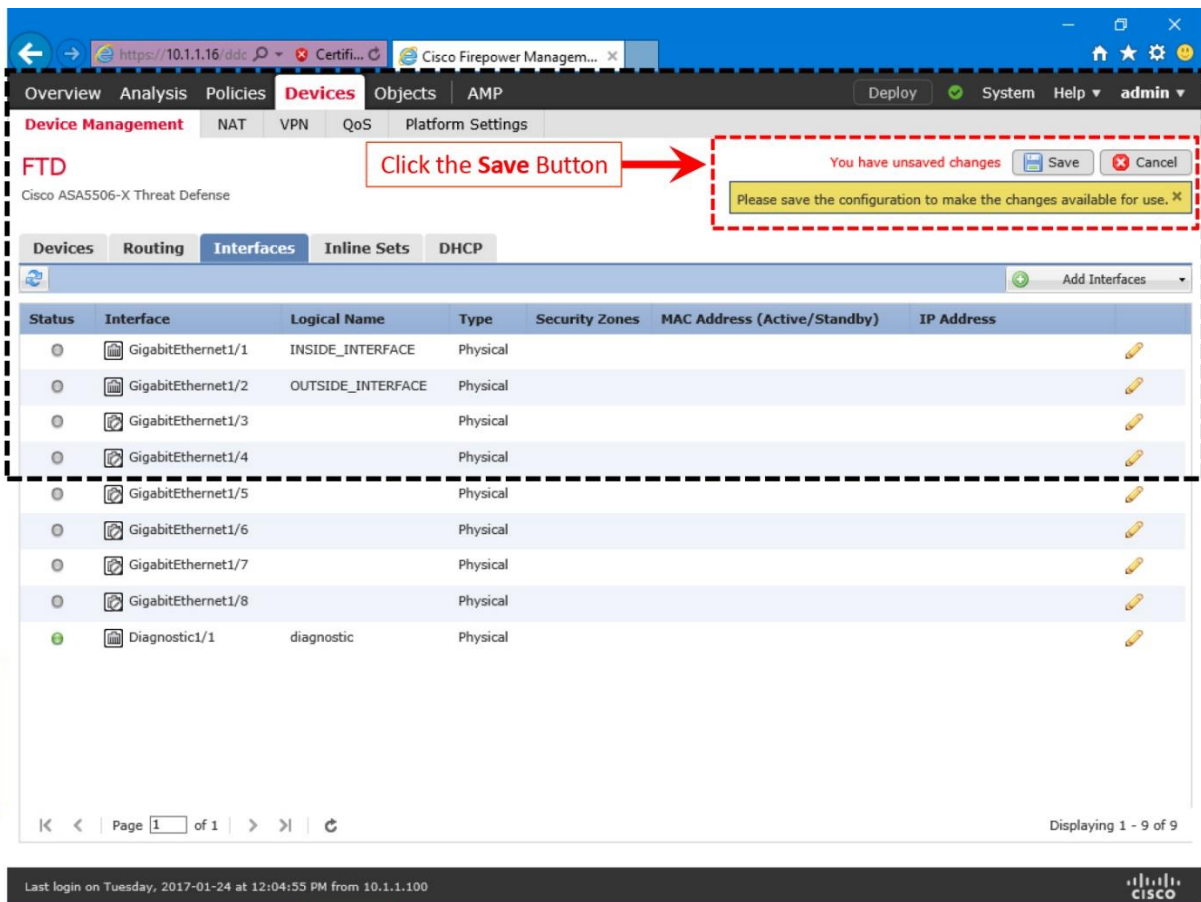 https://10.1.1.16/ddc Certifi... Cisco Firepower Managem...
Overview Analysis Policies Devices Objects AMP Deploy System Help admin
Device Management NAT VPN QoS Platform Settings
FTD
Cisco ASA5506-X Threat Defense
Click the Save Button
You have unsaved changes Save Cancel
Please save the configuration to make the changes available for use.
Devices Routing Interfaces Inline Sets DHCP
Add Interfaces
Status Interface Logical Name Type Security Zones MAC Address (Active/Standby) IP Address
GigabitEthernet1/1 INSIDE_INTERFACE Physical
GigabitEthernet1/2 OUTSIDE_INTERFACE Physical
GigabitEthernet1/3 Physical
GigabitEthernet1/4 Physical
GigabitEthernet1/5 Physical
GigabitEthernet1/6 Physical
GigabitEthernet1/7 Physical
GigabitEthernet1/8 Physical
Diagnostic1/1 diagnostic Physical
Page 1 of 1 Displaying 1 - 9 of 9
Last login on Tuesday, 2017-01-24 at 12:04:55 PM from 10.1.1.100
CISCO